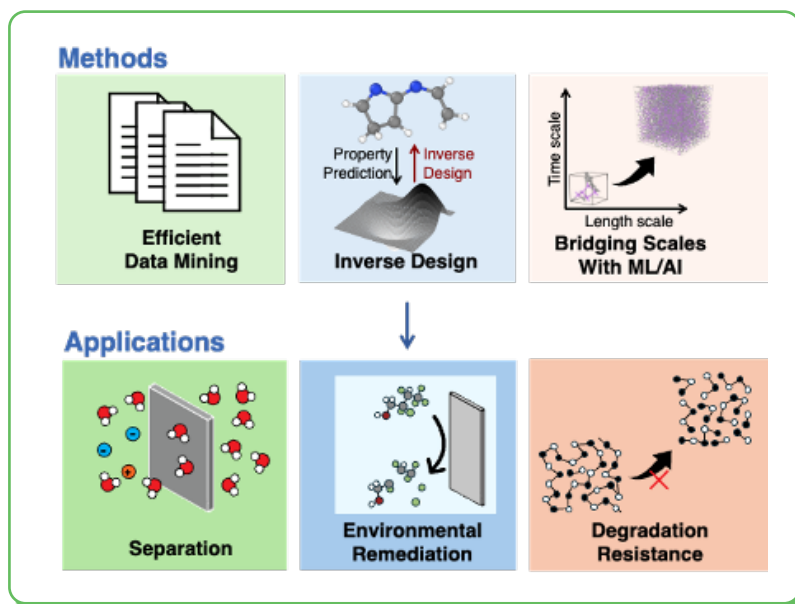 Methods
Efficient
Data Mining
Property
Prediction
Inverse
Design
Inverse Design
Time scale
Length scale
Bridging Scales
With ML/AI
Applications
-
-
+
Separation
Environmental
Remediation
Degradation
Resistance